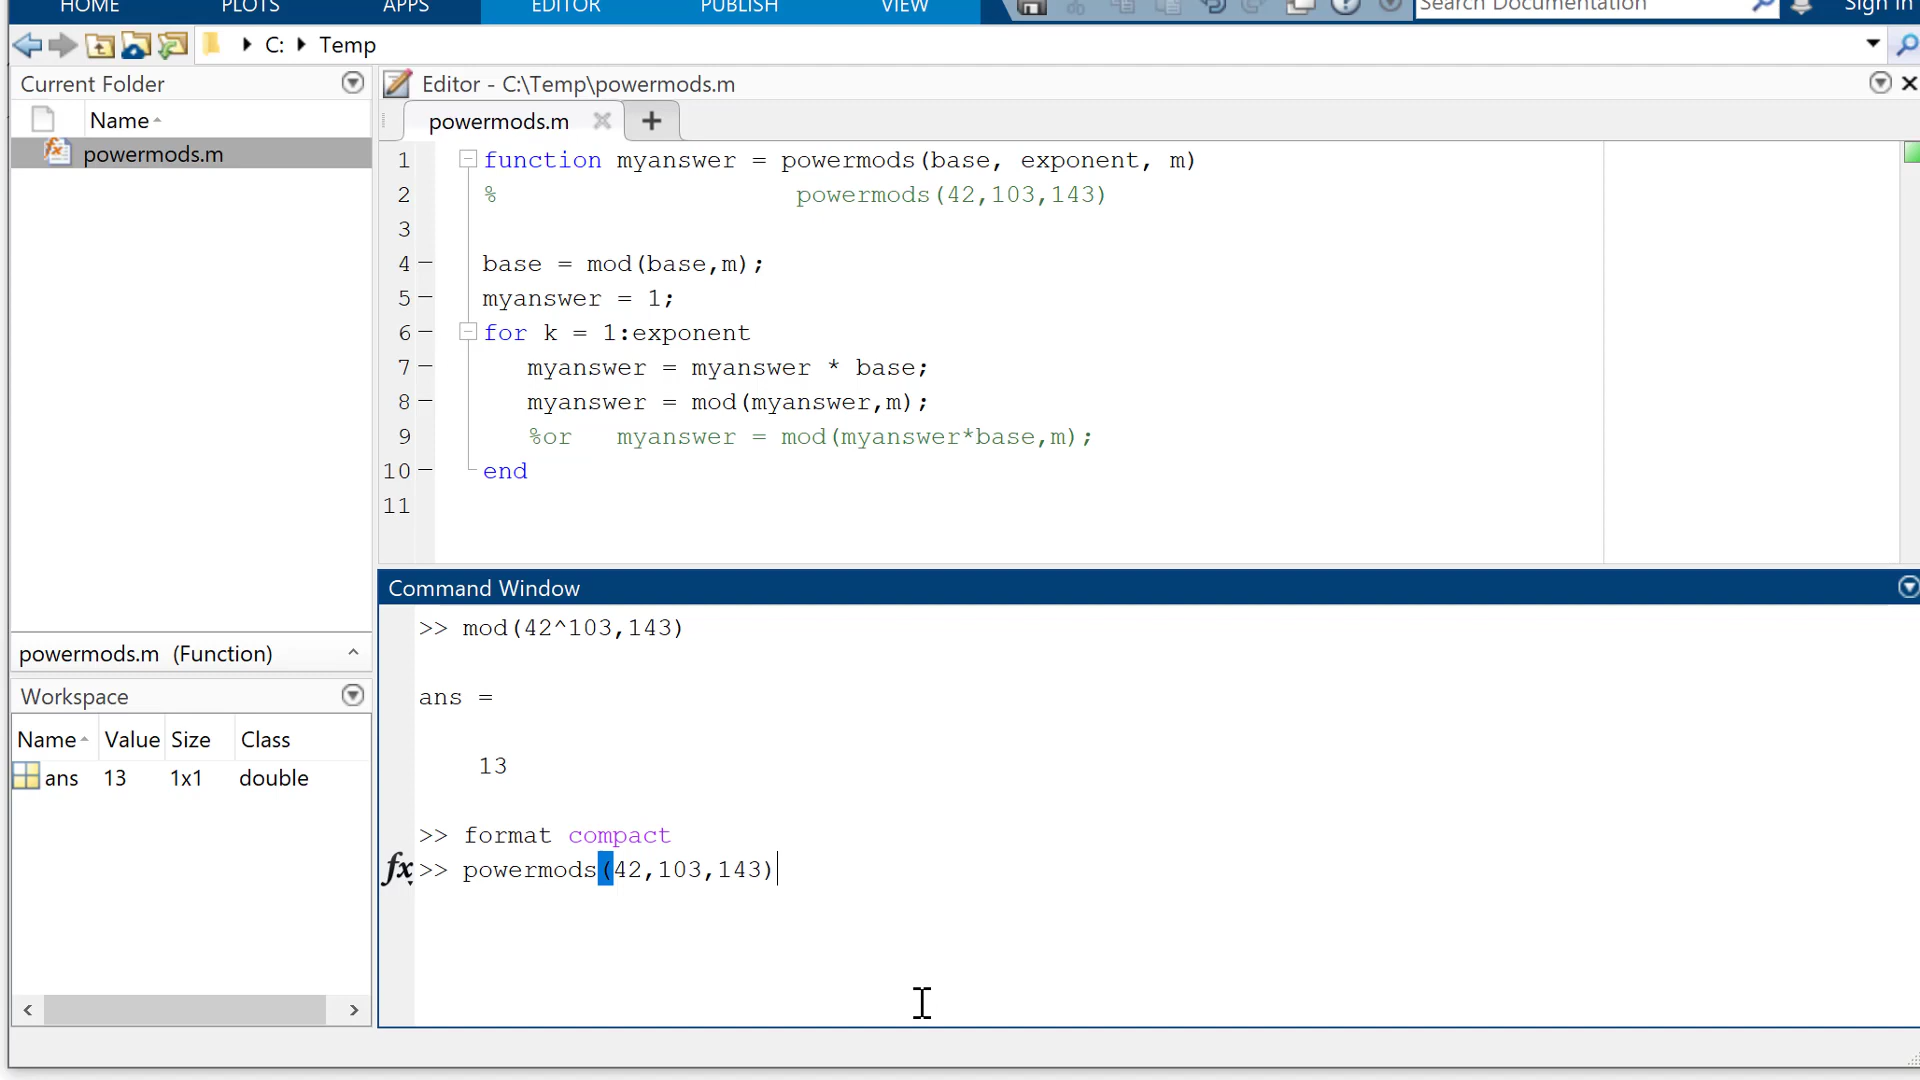 HOME PLOTS APPS EDITOR PUBLISH VIEW Search Documentation Sign In
C: Temp
Current Folder
Name
powermods.m
powermods.m (Function)
Workspace
Name Value Size Class
ans 13 1x1 double
Editor - C:\Temp\powermods.m
powermods.m +
1 function myanswer = powermods(base, exponent, m)
2 % powermods(42,103,143)
3
4 base = mod(base,m);
5 myanswer = 1;
6 for k = 1:exponent
7 myanswer = myanswer * base;
8 myanswer = mod(myanswer,m);
9 %or myanswer = mod(myanswer*base,m);
10 end
11
Command Window
>> mod(42^103,143)
ans =
13
>> format compact
fx >> powermods(42,103,143)